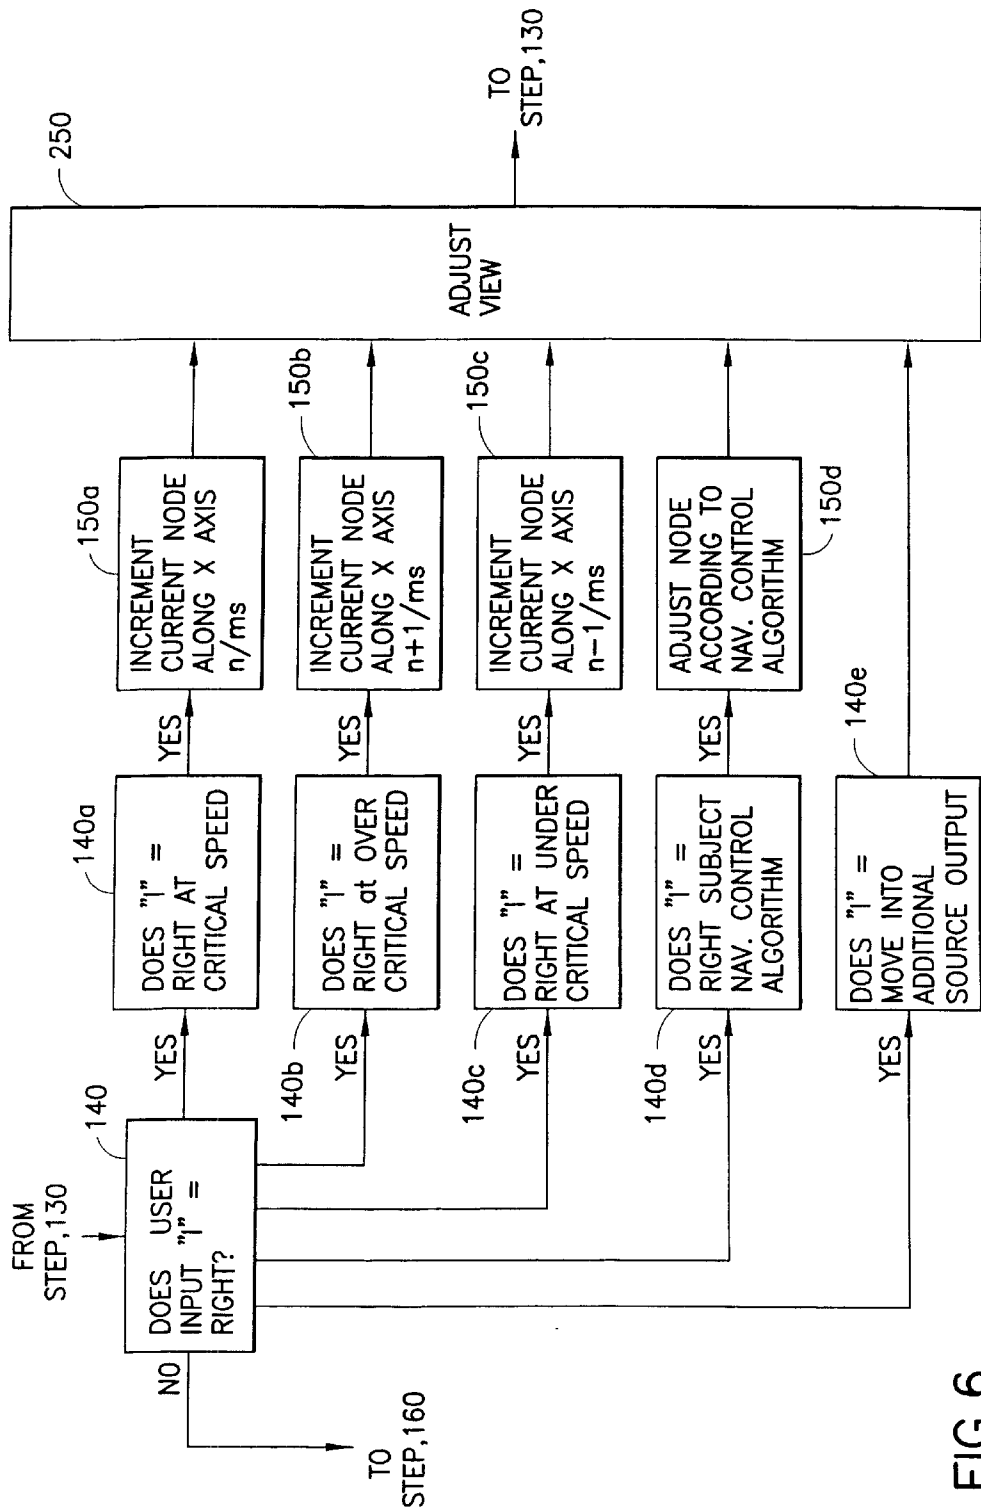 FROM
STEP,130
140
DOES USER
INPUT "I" =
RIGHT?
NO
TO
STEP,160
YES
140a
DOES "I" =
RIGHT AT
CRITICAL SPEED
YES
150a
INCREMENT
CURRENT NODE
ALONG X AXIS
n/ms
140b
YES
DOES "I" =
RIGHT at OVER
CRITICAL SPEED
YES
150b
INCREMENT
CURRENT NODE
ALONG X AXIS
n+1/ms
140c
YES
DOES "I" =
RIGHT AT UNDER
CRITICAL SPEED
YES
150c
INCREMENT
CURRENT NODE
ALONG X AXIS
n-1/ms
140d
YES
DOES "I" =
RIGHT SUBJECT
NAV. CONTROL
ALGORITHM
YES
150d
ADJUST NODE
ACCORDING TO
NAV. CONTROL
ALGORITHM
YES
140e
DOES "I" =
MOVE INTO
ADDITIONAL
SOURCE OUTPUT
250
ADJUST
VIEW
TO
STEP,130
FIG. 6